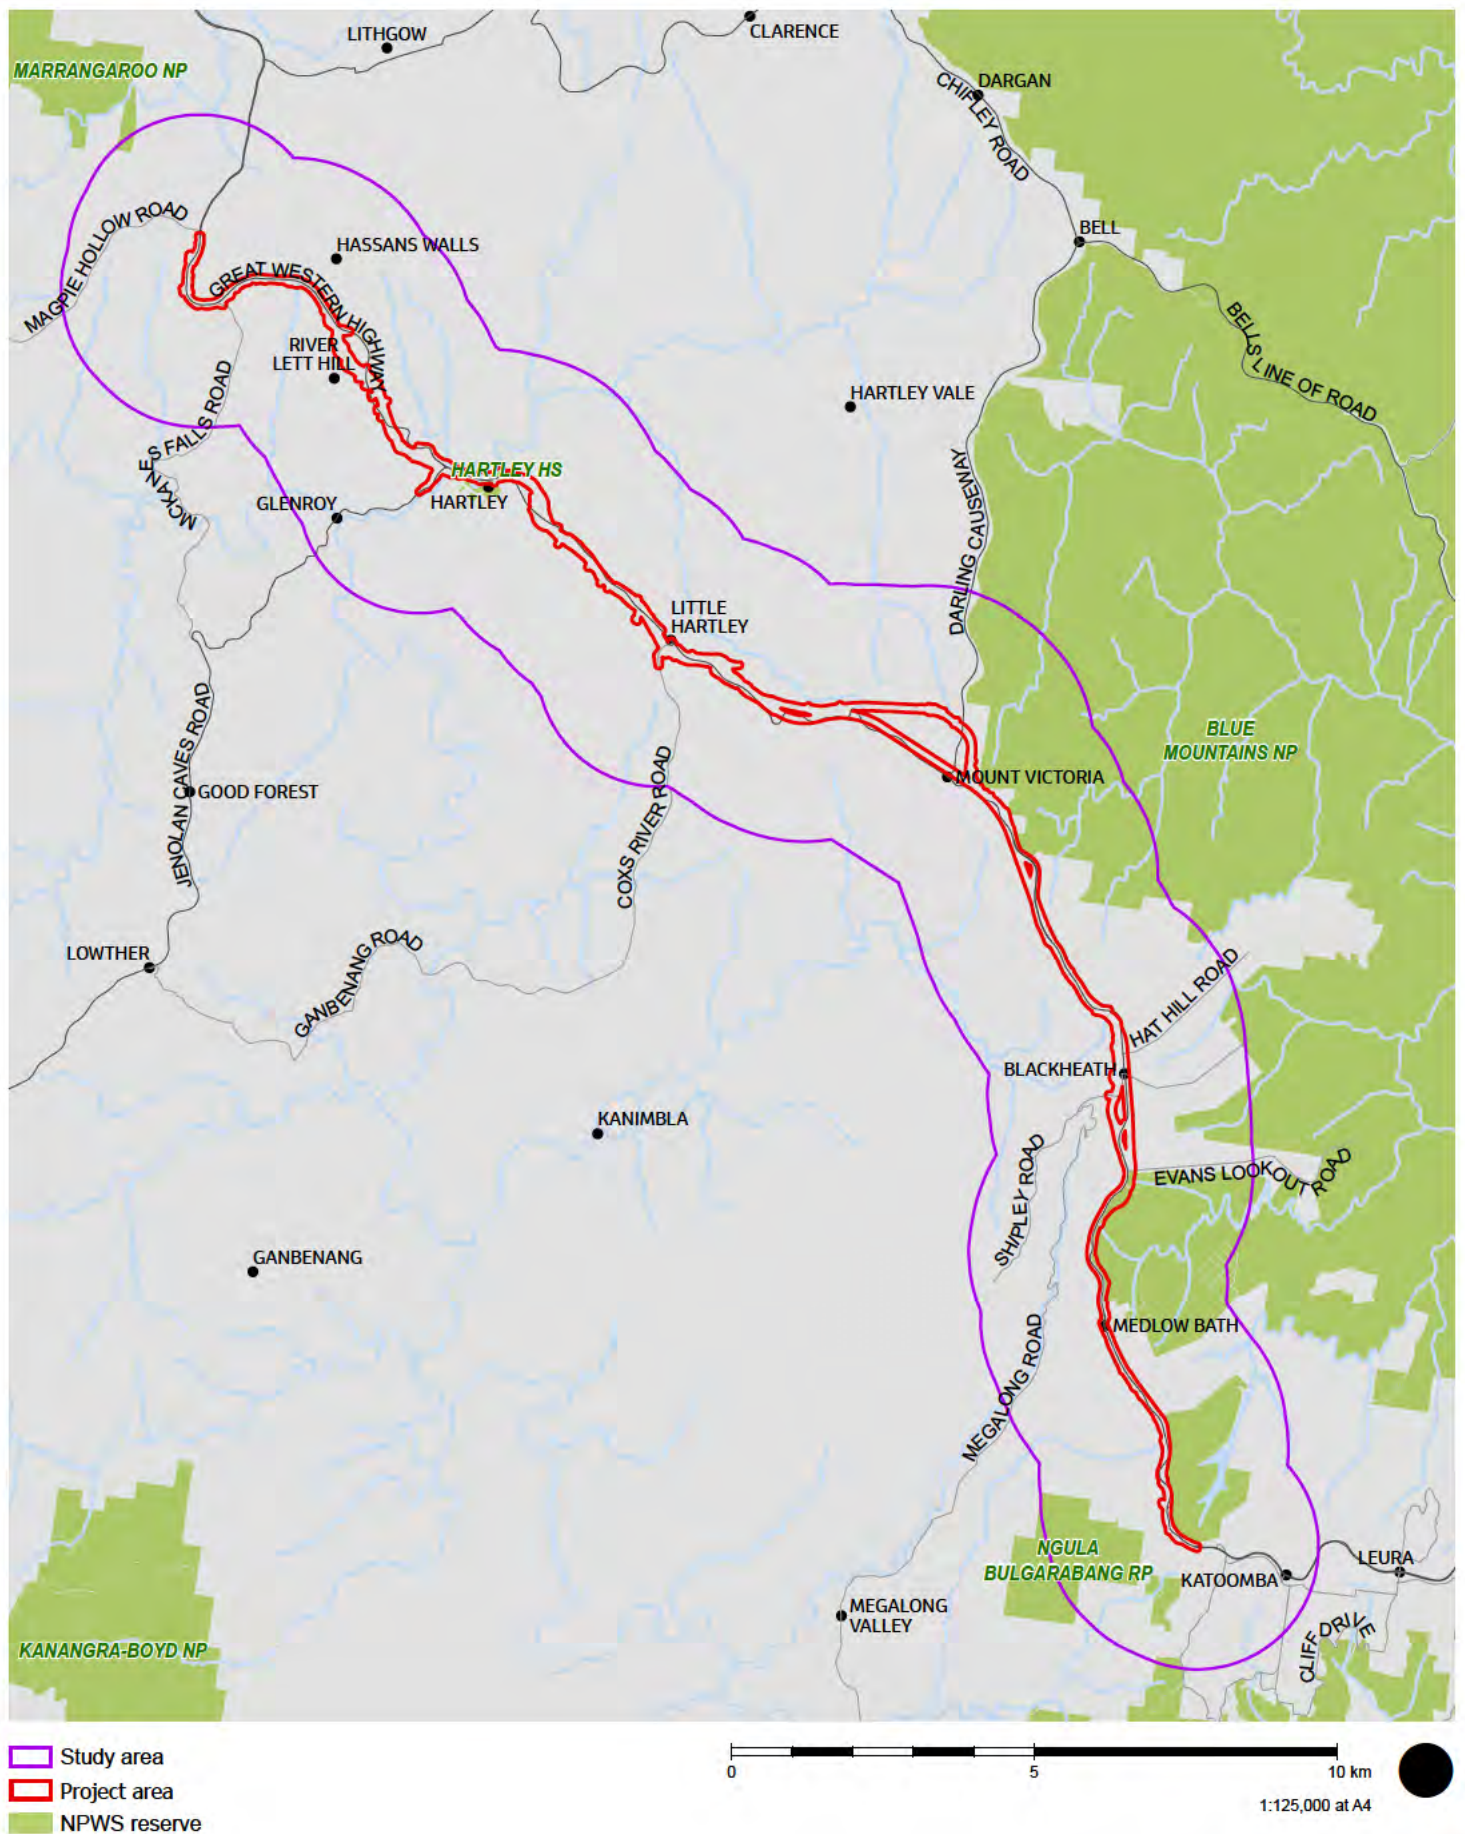 LITHGOW
CLARENCE
MARRANGAROO NP
DARGAN
CHIFLEY ROAD
MAGPIE HOLLOW ROAD
HASSANS WALLS
BELL
GREAT WESTERN HIGHWAY
BELLS LINE OF ROAD
RIVER
LETT HILL
HARTLEY VALE
MCKANES FALLS ROAD
HARTLEY HS
HARTLEY
GLENROY
DARLING CAUSEWAY
LITTLE
HARTLEY
BLUE
MOUNTAINS NP
JENOLAN CAVES ROAD
GOOD FOREST
MOUNT VICTORIA
COXS RIVER ROAD
LOWTHER
GANBENANG ROAD
HAT HILL ROAD
BLACKHEATH
KANIMBLA
SHIPLEY ROAD
EVANS LOOKOUT ROAD
GANBENANG
MEDLOW BATH
MEGALONG ROAD
NGULA
BULGARABANG RP
LEURA
KATOOMBA
MEGALONG
VALLEY
CLIFF DRIVE
KANANGRA-BOYD NP
Study area
Project area
NPWS reserve
0
5
10 km
1:125,000 at A4